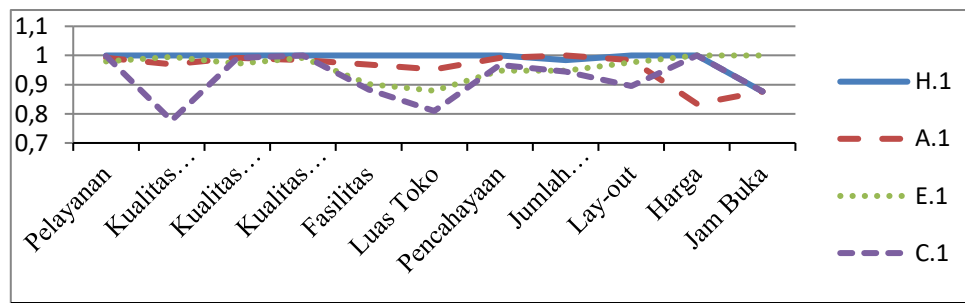 1,1
1
0,9
0,8
0,7
Pelayanan
Kualitas…
Kualitas…
Kualitas…
Fasilitas
Luas Toko
Pencahayaan
Jumlah…
Lay-out
Harga
Jam Buka
H.1
A.1
E.1
C.1